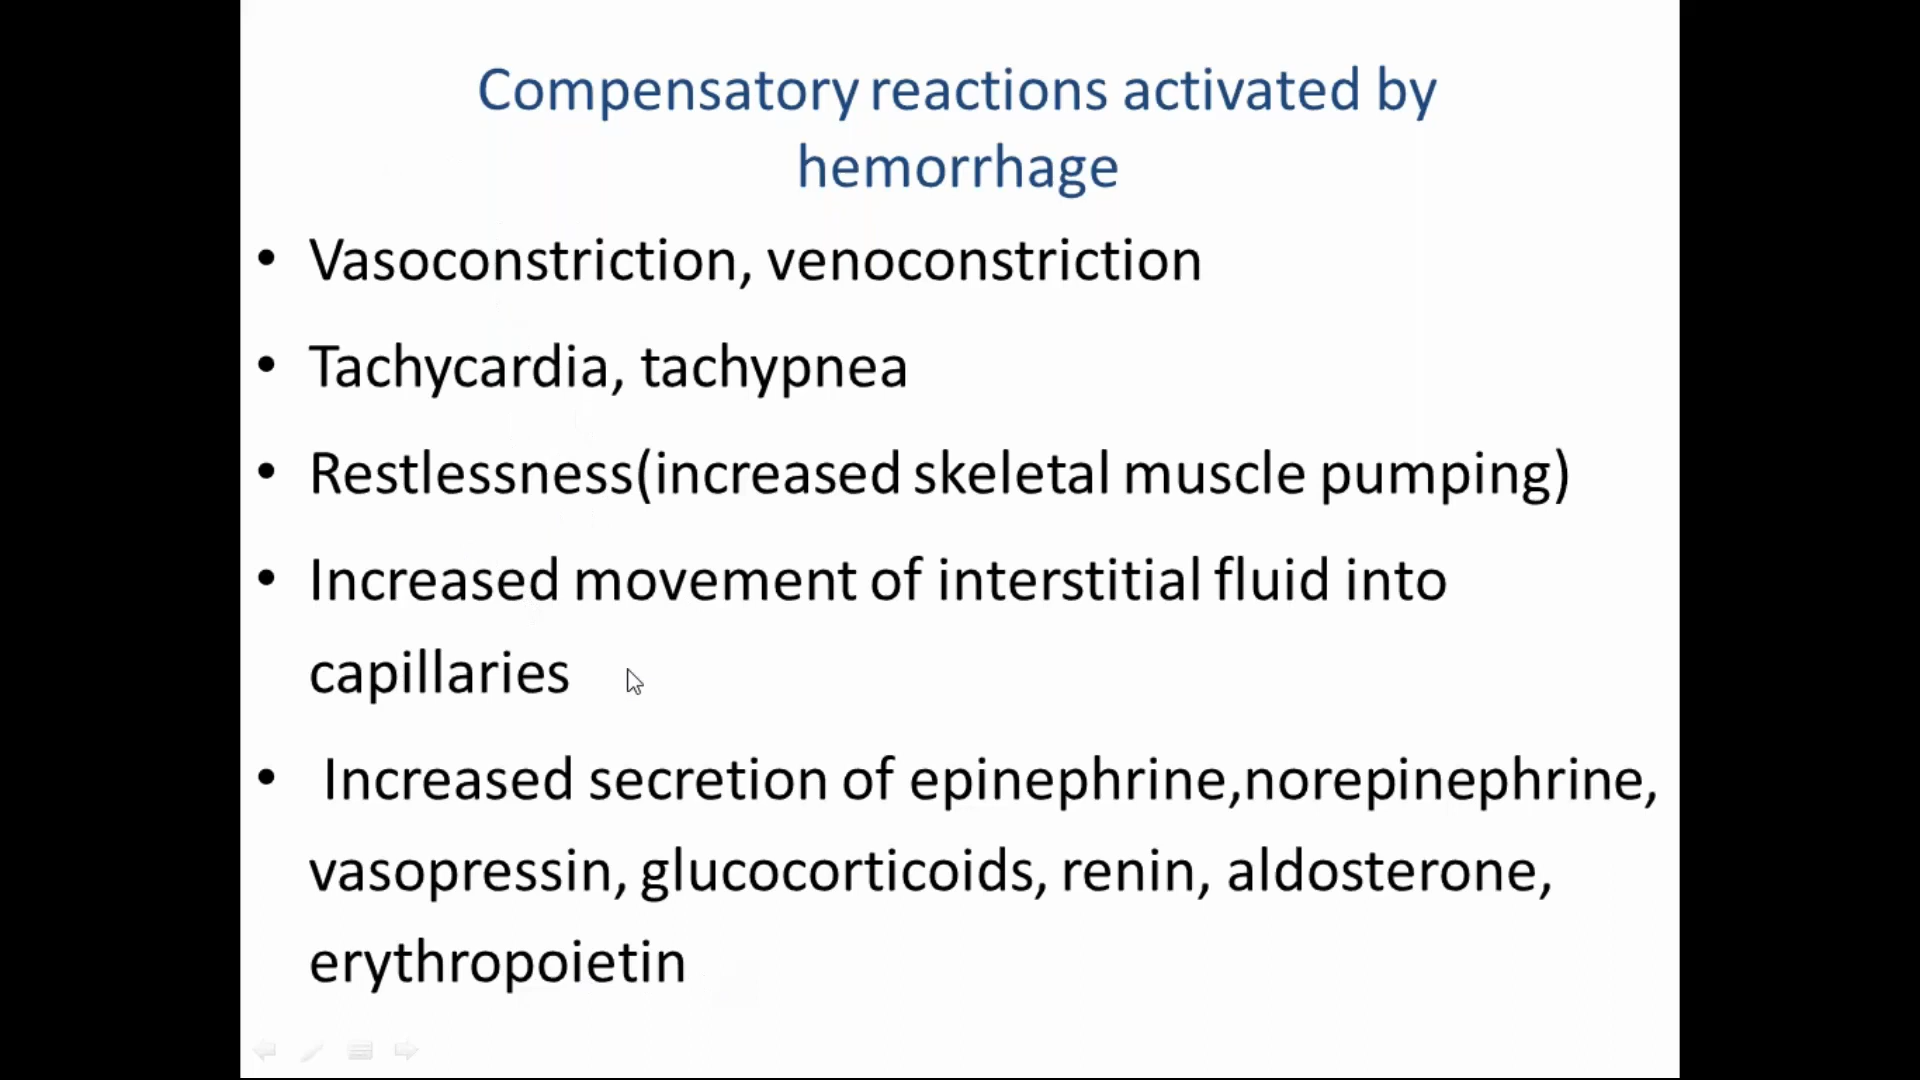 Compensatory reactions activated by
hemorrhage
• Vasoconstriction, venoconstriction
• Tachycardia, tachypnea
• Restlessness(increased skeletal muscle pumping)
• Increased movement of interstitial fluid into
capillaries
• Increased secretion of epinephrine,norepinephrine,
vasopressin, glucocorticoids, renin, aldosterone,
erythropoietin